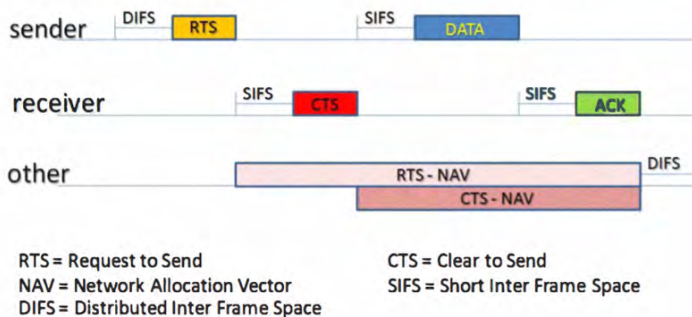 DIFS
SIFS
sender
RTS
DATA
SIFS
SIFS
receiver
CTS
ACK
DIFS
other
RTS - NAV
CTS - NAV
RTS = Request to Send
CTS = Clear to Send
NAV = Network Allocation Vector
SIFS = Short Inter Frame Space
DIFS = Distributed Inter Frame Space